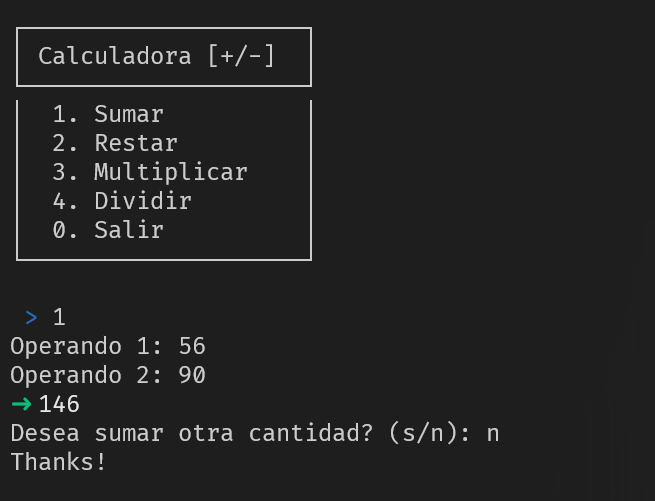 Calculadora [+/-]
1. Sumar
2. Restar
3. Multiplicar
4. Dividir
0. Salir
> 1
Operando 1: 56
Operando 2: 90
→ 146
Desea sumar otra cantidad? (s/n): n
Thanks!